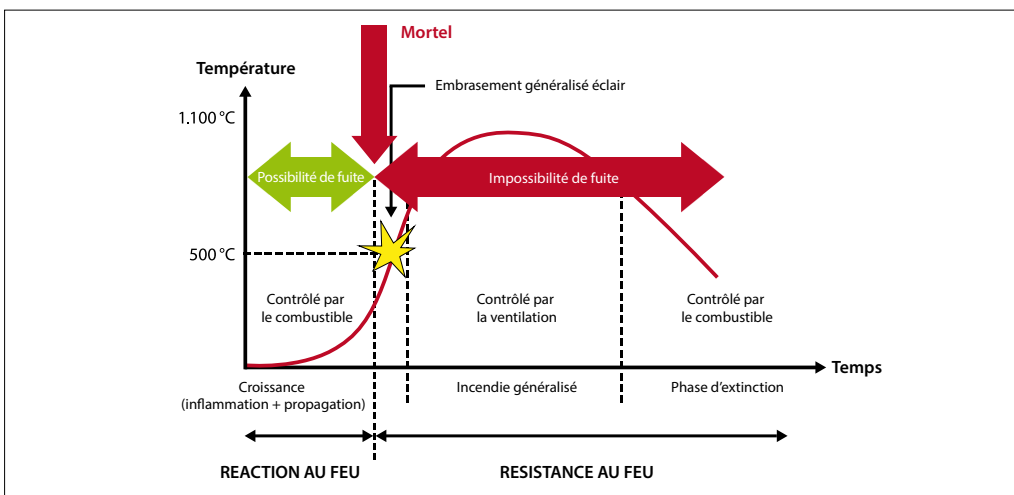 Mortel
Température
Embrasement généralisé éclair
1.100 °C
Possibilité de fuite
Impossibilité de fuite
500 °C
Contrôlé par
le combustible
Contrôlé par
la ventilation
Contrôlé par
le combustible
Temps
Croissance
(inflammation + propagation)
Incendie généralisé
Phase d'extinction
REACTION AU FEU
RESISTANCE AU FEU